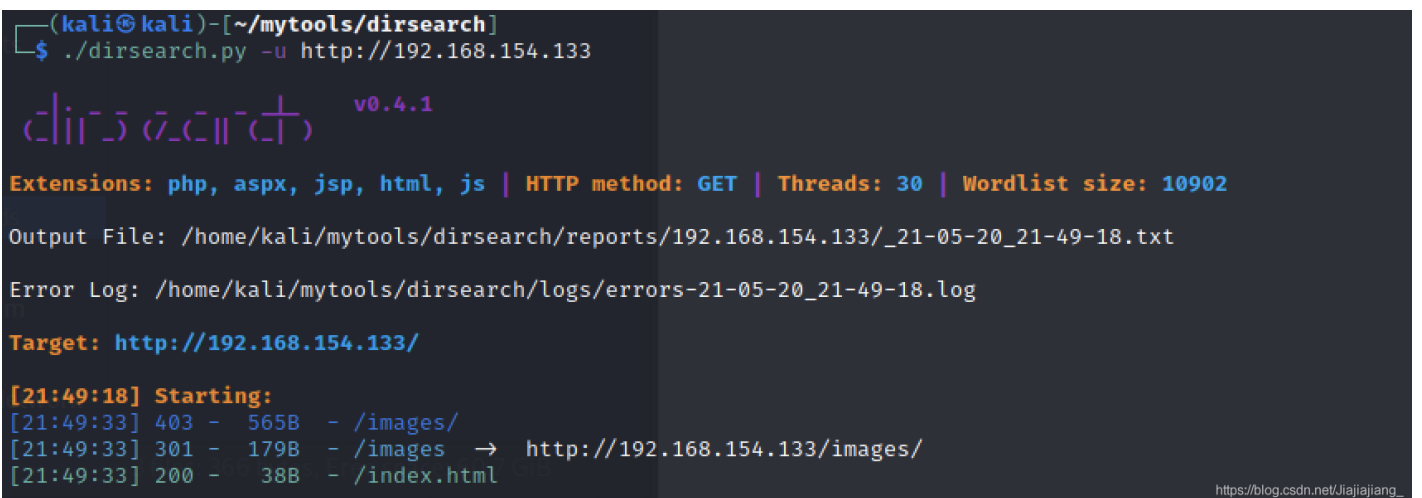 (kali㉿kali)-[~/mytools/dirsearch]
$ ./dirsearch.py -u http://192.168.154.133
dirsearch v0.4.1
Extensions: php, aspx, jsp, html, js | HTTP method: GET | Threads: 30 | Wordlist size: 10902
Output File: /home/kali/mytools/dirsearch/reports/192.168.154.133/_21-05-20_21-49-18.txt
Error Log: /home/kali/mytools/dirsearch/logs/errors-21-05-20_21-49-18.log
Target: http://192.168.154.133/
[21:49:18] Starting:
[21:49:33] 403 -  565B  - /images/
[21:49:33] 301 -  179B  - /images  →  http://192.168.154.133/images/
[21:49:33] 200 -   38B  - /index.html
https://blog.csdn.net/Jiajiajiang_